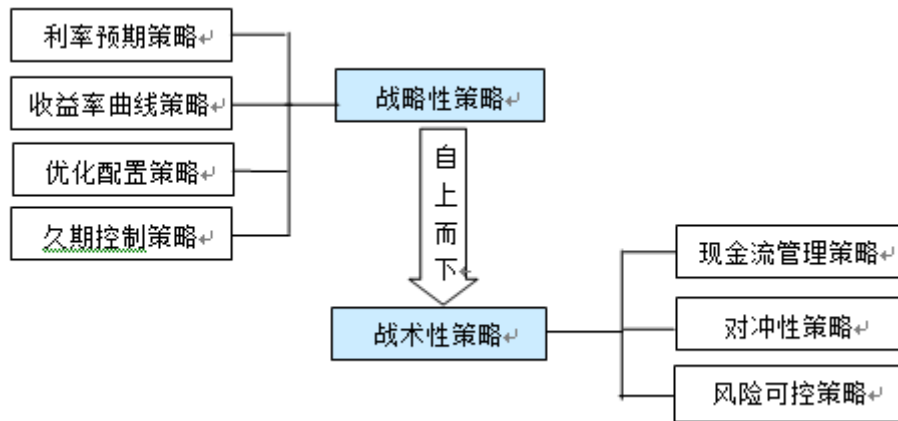 利率预期策略
收益率曲线策略
优化配置策略
久期控制策略
战略性策略
自
上
而
下
战术性策略
现金流管理策略
对冲性策略
风险可控策略